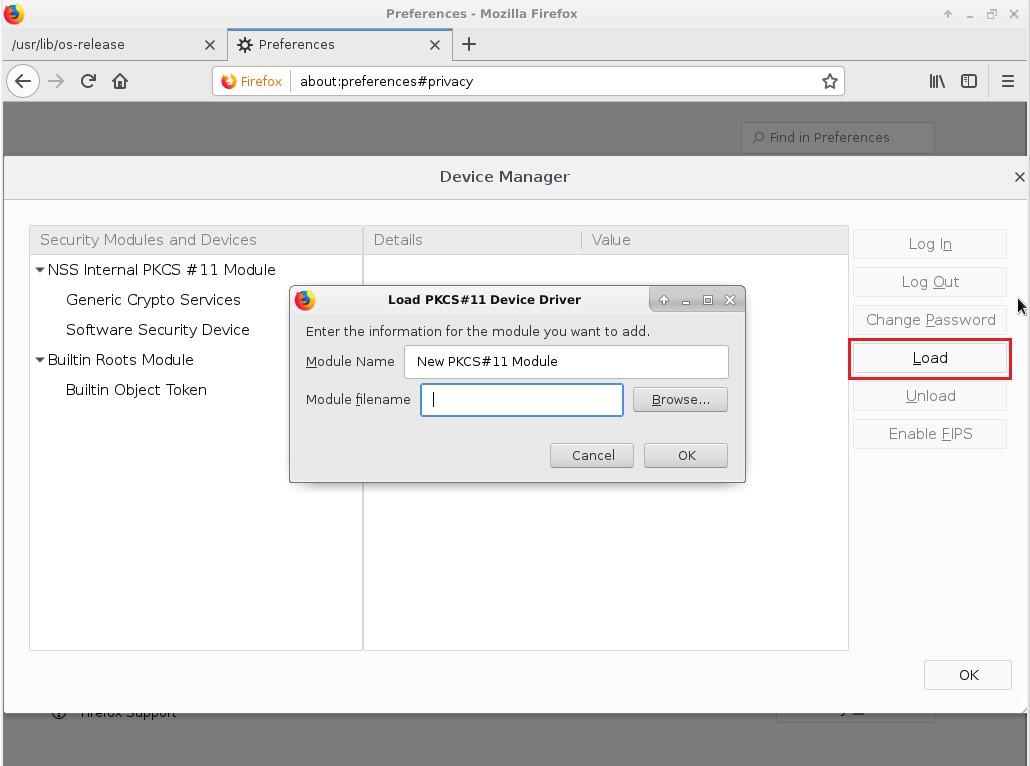 Preferences - Mozilla Firefox
/usr/lib/os-release
Preferences
Firefox
about:preferences#privacy
Find in Preferences
Device Manager
Security Modules and Devices
Details
Value
NSS Internal PKCS #11 Module
Generic Crypto Services
Software Security Device
Builtin Roots Module
Builtin Object Token
Log In
Log Out
Change Password
Load
Unload
Enable FIPS
Load PKCS#11 Device Driver
Enter the information for the module you want to add.
Module Name
New PKCS#11 Module
Module filename
Browse...
Cancel
OK
OK
Firefox Support